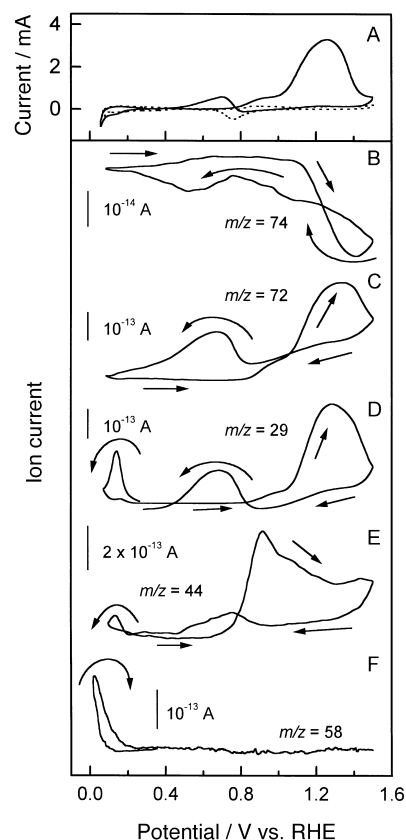 4
2
0
Current / mA
A
B
10⁻¹⁴ A
m/z = 74
C
m/z = 72
10⁻¹³ A
D
10⁻¹³ A
m/z = 29
E
2 x 10⁻¹³ A
m/z = 44
F
10⁻¹³ A
m/z = 58
Ion current
0.0 0.4 0.8 1.2 1.6
Potential / V vs. RHE